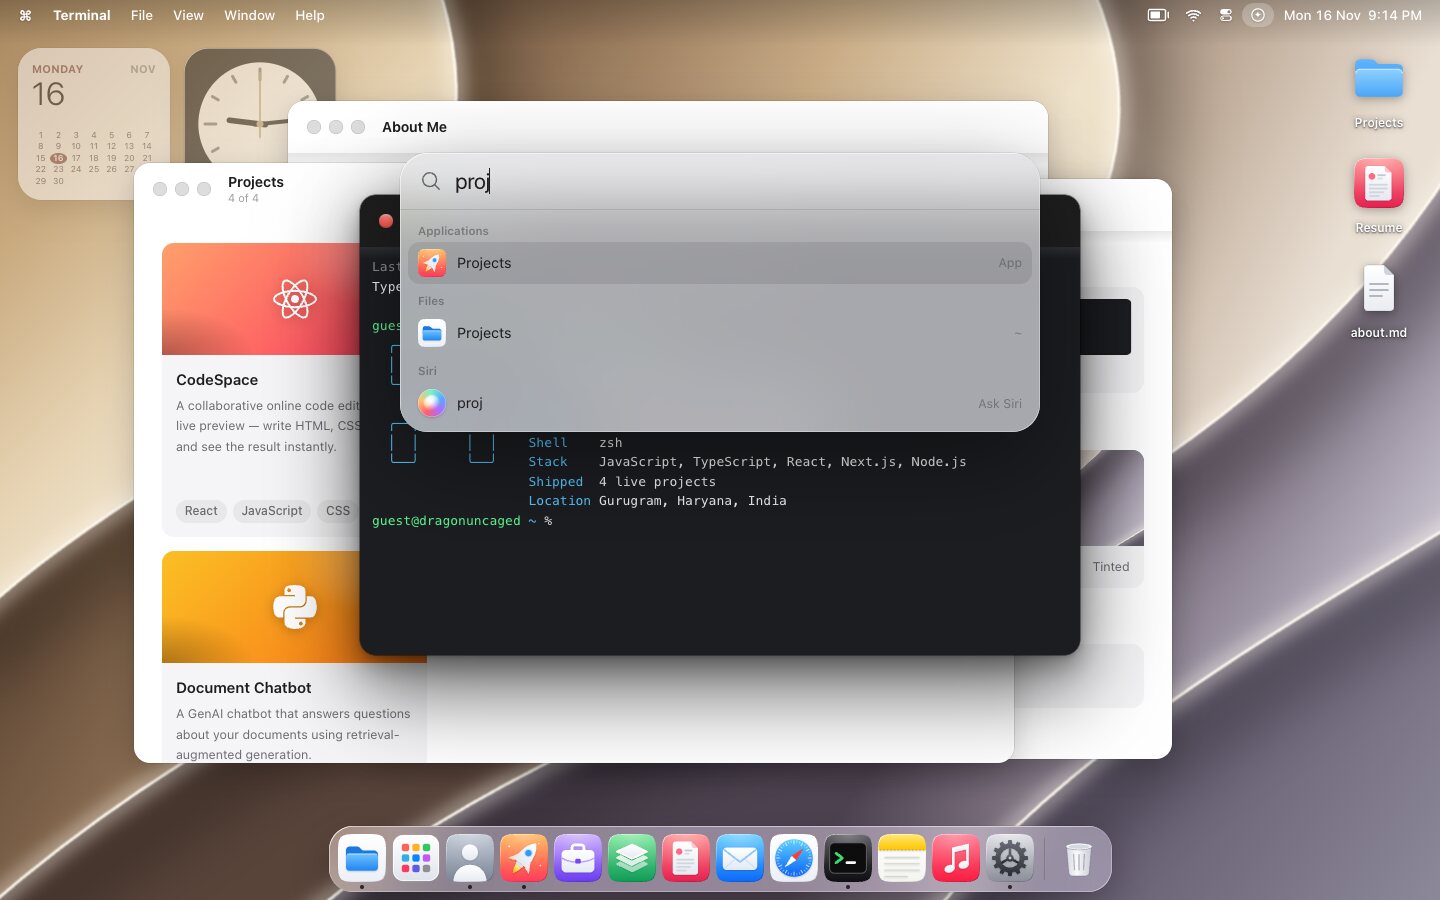 Terminal File View Window Help
Mon 16 Nov 9:14 PM
MONDAY NOV
16
1 2 3 4 5 6 7
8 9 10 11 12 13 14
15 16 17 18 19 20 21
22 23 24 25 26 27 28
29 30
About Me
Projects
4 of 4
proj
Applications
Projects App
Files
Projects ~
Siri
proj Ask Siri
Last
Type
gues
Shell zsh
Stack JavaScript, TypeScript, React, Next.js, Node.js
Shipped 4 live projects
Location Gurugram, Haryana, India
guest@dragonuncaged ~ %
CodeSpace
A collaborative online code edit
live preview — write HTML, CSS
and see the result instantly.
React JavaScript CSS
Document Chatbot
A GenAI chatbot that answers questions
about your documents using retrieval-
augmented generation.
Tinted
Projects
Resume
about.md